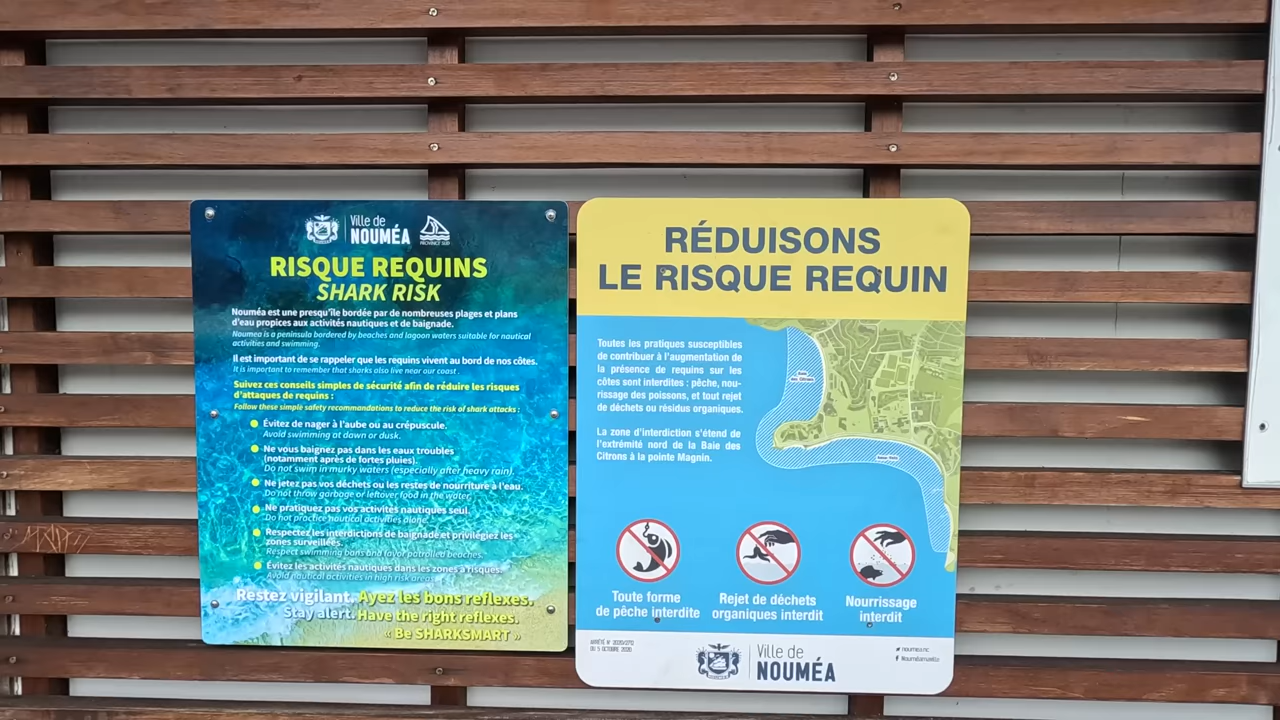 Ville de
NOUMÉA
PROVINCE SUD
RISQUE REQUINS
SHARK RISK
Nouméa est une presqu'île bordée par de nombreuses plages et plans
d'eau propices aux activités nautiques et de baignade.
Noumea is a peninsula bordered by beaches and lagoon waters suitable for nautical
activities and swimming.
Il est important de se rappeler que les requins vivent au bord de nos côtes.
It is important to remember that sharks also live near our coast.
Suivez ces conseils simples de sécurité afin de réduire les risques
d'attaques de requins :
Follow these simple safety recommandations to reduce the risk of shark attacks :
Évitez de nager à l'aube ou au crépuscule.
Avoid swimming at dawn or dusk.
Ne vous baignez pas dans les eaux troubles
(notamment après de fortes pluies).
Do not swim in murky waters (especially after heavy rain).
Ne jetez pas vos déchets ou les restes de nourriture à l'eau.
Do not throw garbage or leftover food in the water.
Ne pratiquez pas vos activités nautiques seul.
Do not practice nautical activities alone.
Respectez les interdictions de baignade et privilégiez les
zones surveillées.
Respect swimming bans and favor patrolled beaches.
Évitez les activités nautiques dans les zones à risques.
Avoid nautical activities in high risk areas.
Restez vigilant. Ayez les bons réflexes.
Stay alert. Have the right reflexes.
« Be SHARKSMART »
RÉDUISONS
LE RISQUE REQUIN
Toutes les pratiques susceptibles
de contribuer à l'augmentation de
la présence de requins sur les
côtes sont interdites : pêche, nou-
rissage des poissons, et tout rejet
de déchets ou résidus organiques.
La zone d'interdiction s'étend de
l'extrémité nord de la Baie des
Citrons à la pointe Magnin.
Baie
des Citrons
Toute forme
de pêche interdite
Rejet de déchets
organiques interdit
Nourrissage
interdit
ARRÊTÉ N° 2020/3710
DU 5 OCTOBRE 2020
Ville de
NOUMÉA
noumea.nc
Nouméamaville